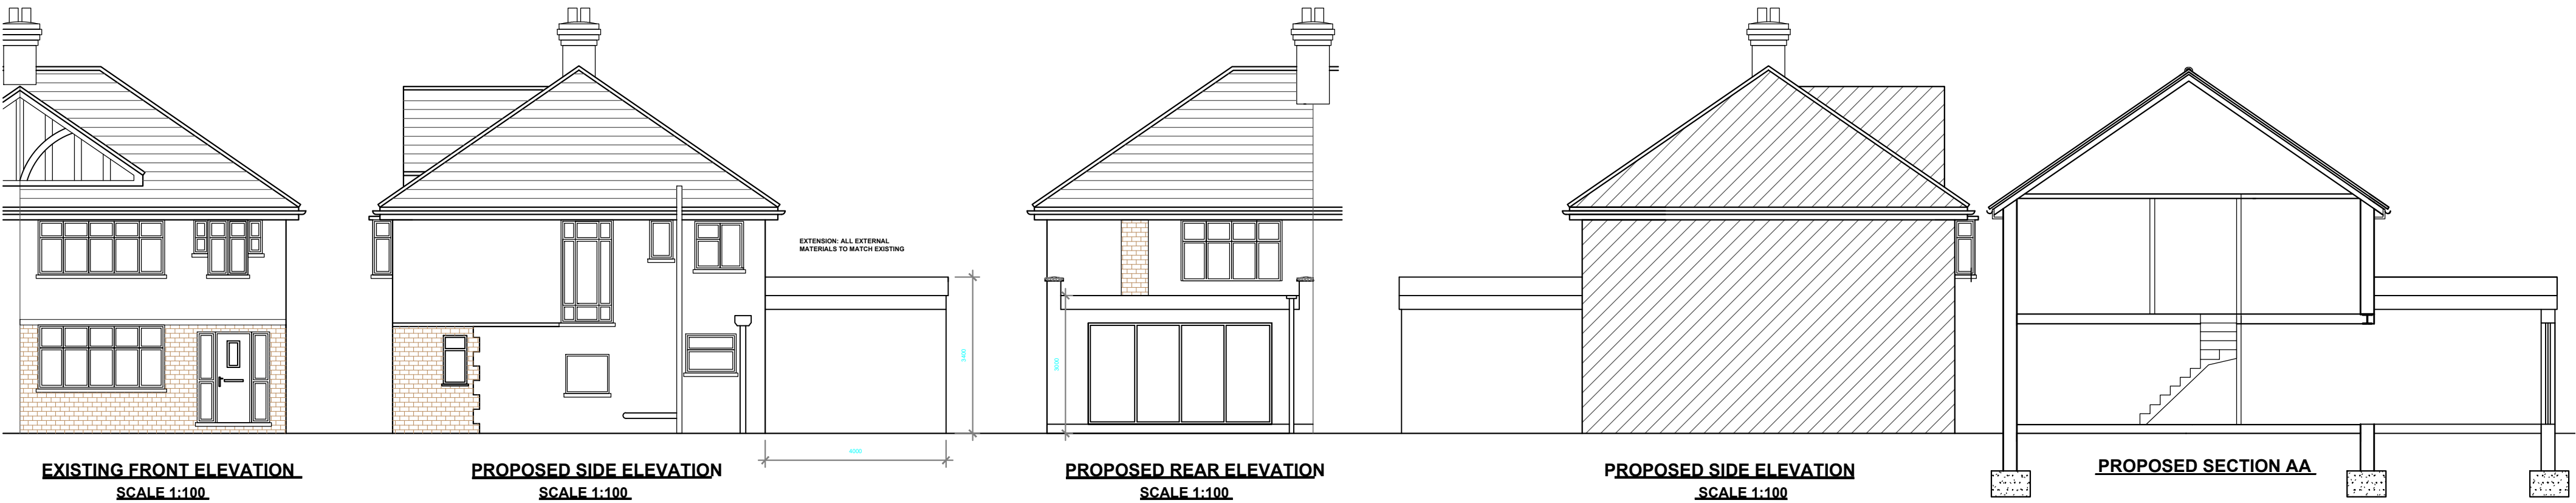 EXTENSION: ALL EXTERNAL
MATERIALS TO MATCH EXISTING
4000
EXISTING FRONT ELEVATION
SCALE 1:100
PROPOSED SIDE ELEVATION
SCALE 1:100
PROPOSED REAR ELEVATION
SCALE 1:100
PROPOSED SIDE ELEVATION
SCALE 1:100
PROPOSED SECTION AA